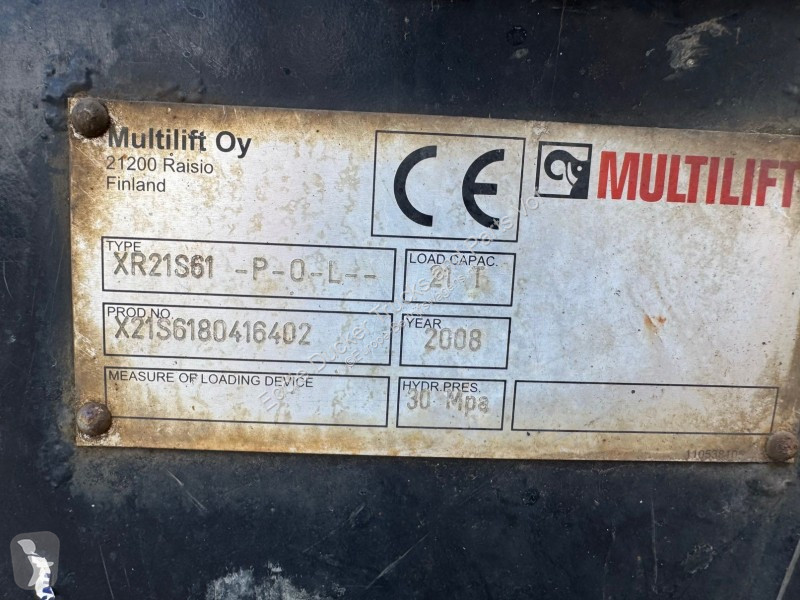 Multilift Oy
21200 Raisio
Finland
CE
MULTILIFT
TYPE
XR21S61 -P-O-L--
LOAD CAPAC.
21 T
PROD.NO.
X21S6180416402
YEAR
2008
MEASURE OF LOADING DEVICE
HYDR.PRES.
30 Mpa